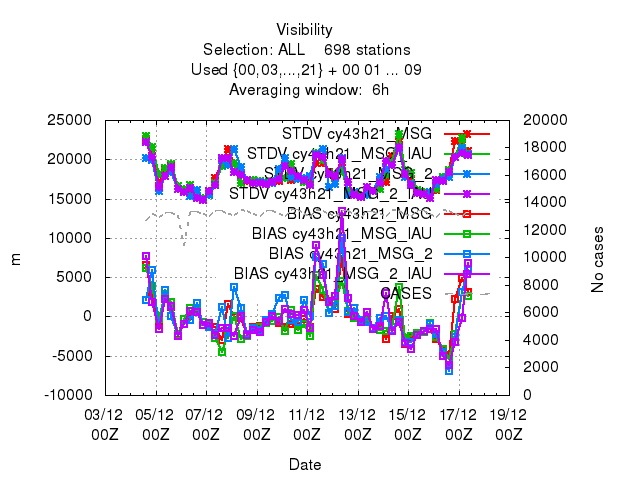 Visibility
Selection: ALL    698 stations
Used {00,03,...,21} + 00 01 ... 09
Averaging window:  6h
25000
20000
15000
10000
5000
0
-5000
-10000
m
20000
18000
16000
14000
12000
10000
8000
6000
4000
2000
0
No cases
STDV cy43h21_MSG
STDV cy43h21_MSG_IAU
STDV cy43h21_MSG_2
STDV cy43h21_MSG_2_IAU
BIAS cy43h21_MSG
BIAS cy43h21_MSG_IAU
BIAS cy43h21_MSG_2
BIAS cy43h21_MSG_2_IAU
CASES
03/12 05/12 07/12 09/12 11/12 13/12 15/12 17/12 19/12
00Z 00Z 00Z 00Z 00Z 00Z 00Z 00Z 00Z
Date